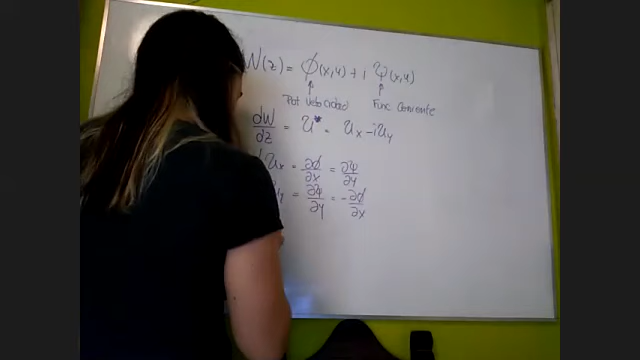 W(z) = ϕ(x,y) + i Ψ(x,y)
Pot velocidad Func Corriente
dW/dz = U* = Ux - iUy
Ux = ∂ϕ/∂x = ∂Ψ/∂y
y = ∂Ψ/∂y = -∂ϕ/∂x